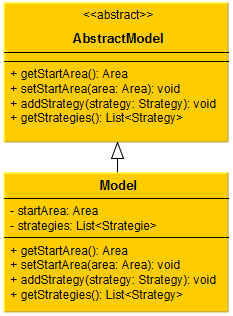 <<abstract>>
AbstractModel
+ getStartArea(): Area
+ setStartArea(area: Area): void
+ addStrategy(strategy: Strategy): void
+ getStrategies(): List<Strategy>
Model
- startArea: Area
- strategies: List<Strategie>
+ getStartArea(): Area
+ setStartArea(area: Area): void
+ addStrategy(strategy: Strategy): void
+ getStrategies(): List<Strategy>